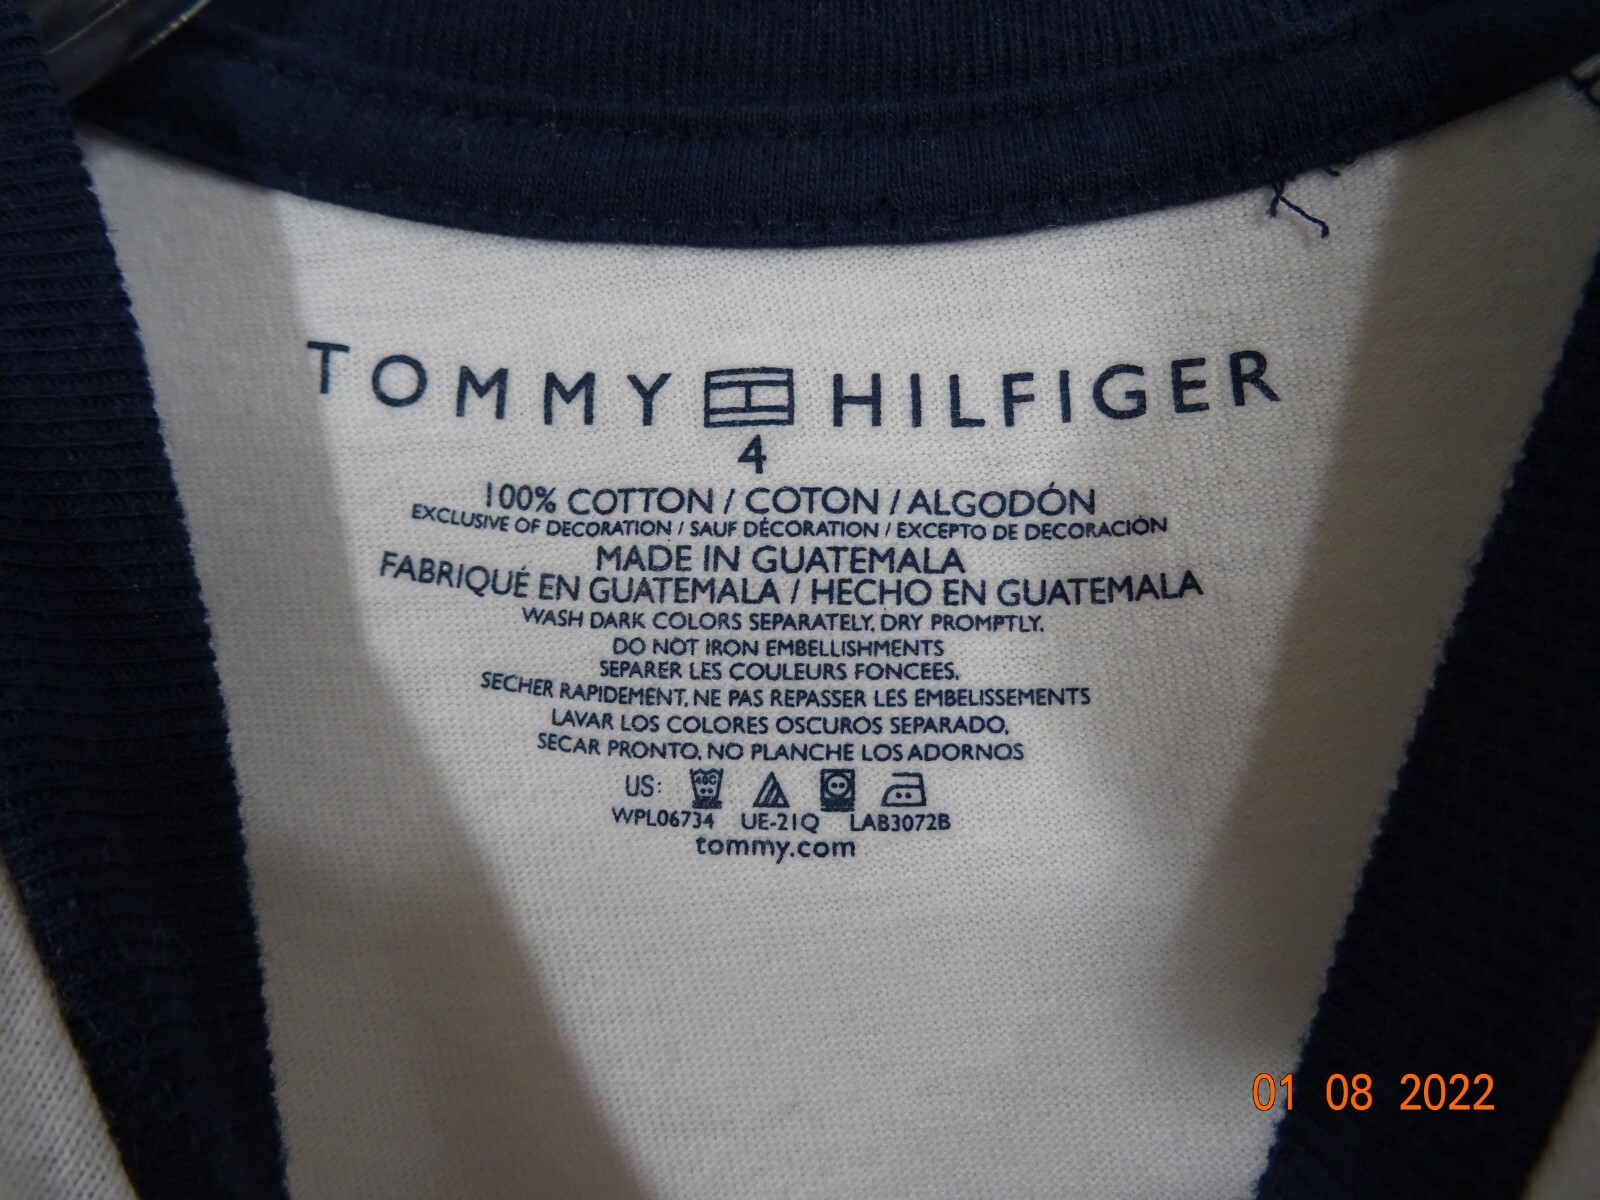 TOMMY HILFIGER
4
100% COTTON / COTON / ALGODÓN
EXCLUSIVE OF DECORATION / SAUF DÉCORATION / EXCEPTO DE DECORACIÓN
MADE IN GUATEMALA
FABRIQUÉ EN GUATEMALA / HECHO EN GUATEMALA
WASH DARK COLORS SEPARATELY, DRY PROMPTLY.
DO NOT IRON EMBELLISHMENTS
SEPARER LES COULEURS FONCEES.
SECHER RAPIDEMENT, NE PAS REPASSER LES EMBELISSEMENTS
LAVAR LOS COLORES OSCUROS SEPARADO,
SECAR PRONTO, NO PLANCHE LOS ADORNOS
US: 40C
WPL06734 UE-21Q LAB3072B
tommy.com
01 08 2022